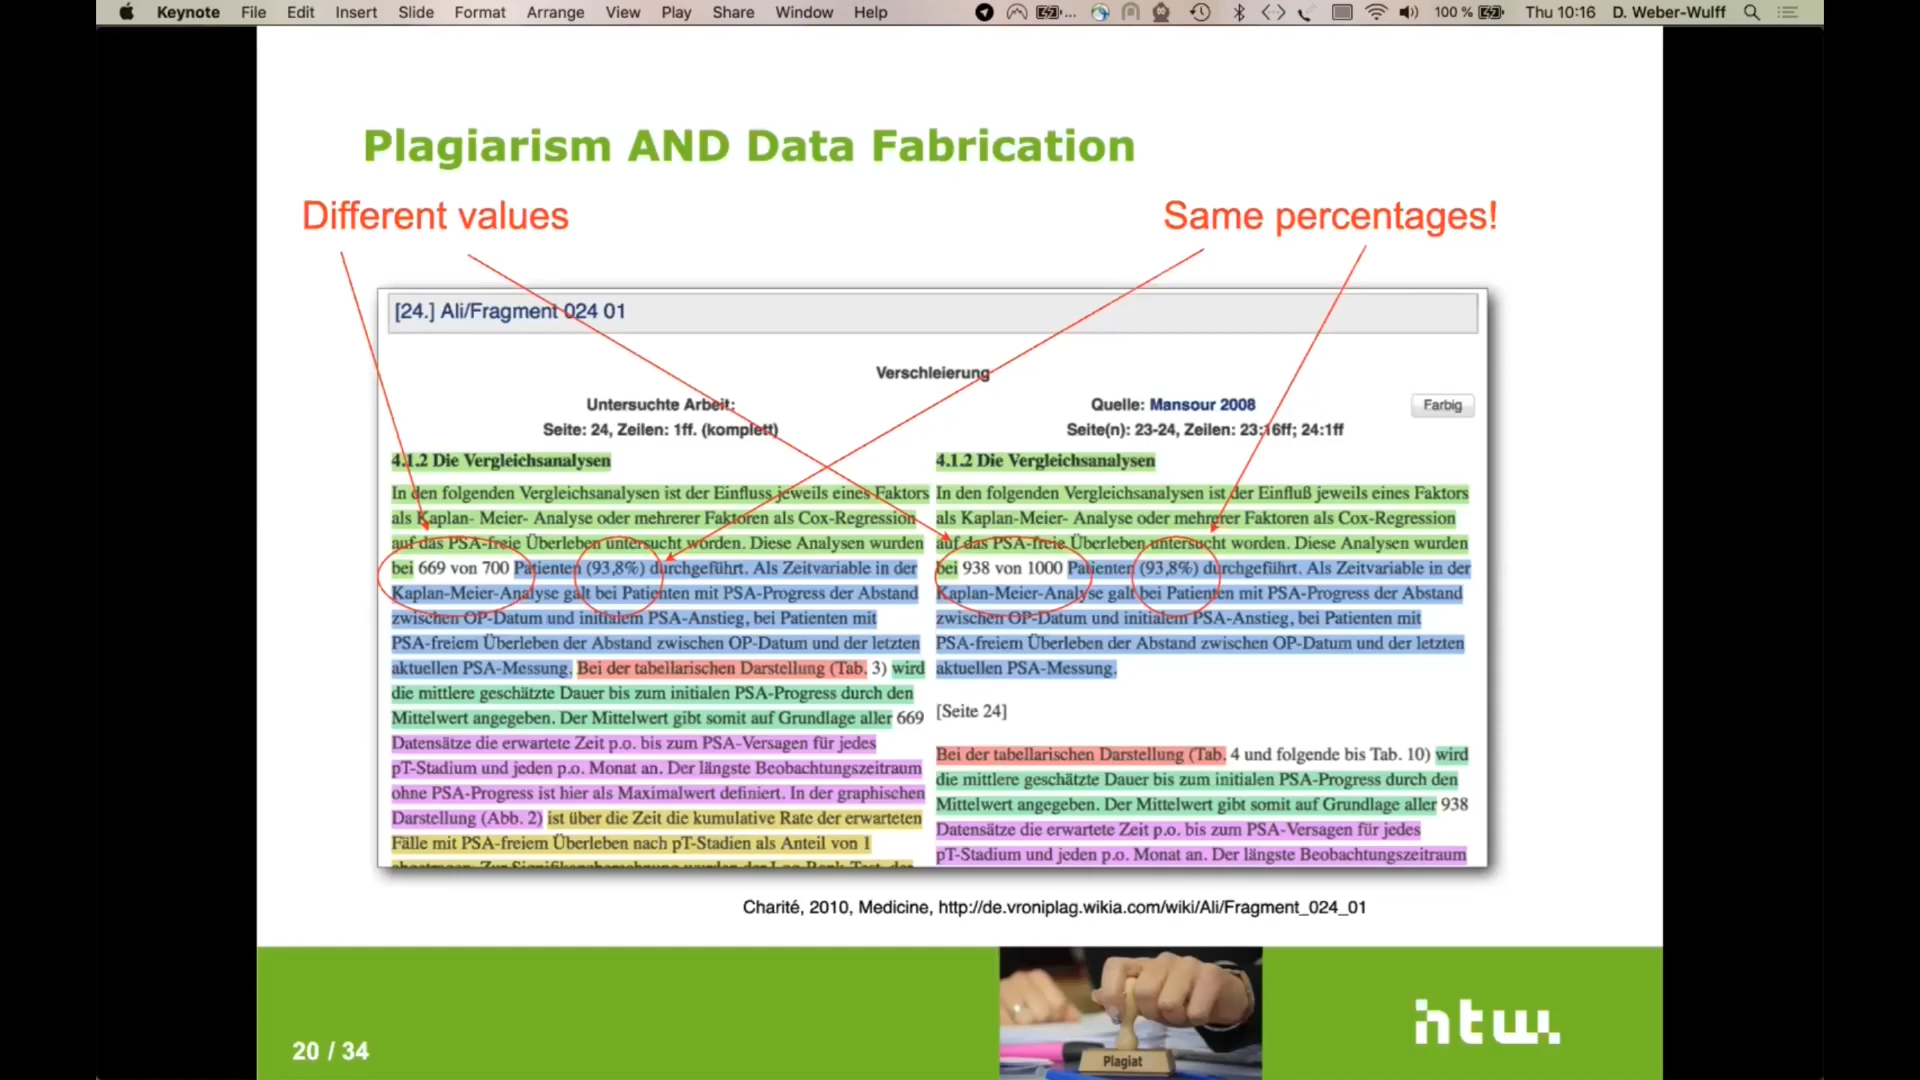 Keynote File Edit Insert Slide Format Arrange View Play Share Window Help 100 % Thu 10:16 D. Weber-Wulff
Plagiarism AND Data Fabrication
Different values
Same percentages!
[24.] Ali/Fragment 024 01
Verschleierung
Untersuchte Arbeit:
Seite: 24, Zeilen: 1ff. (komplett)
4.1.2 Die Vergleichsanalysen
In den folgenden Vergleichsanalysen ist der Einfluss jeweils eines Faktors
als Kaplan- Meier- Analyse oder mehrerer Faktoren als Cox-Regression
auf das PSA-freie Überleben untersucht worden. Diese Analysen wurden
bei 669 von 700 Patienten (93,8%) durchgeführt. Als Zeitvariable in der
Kaplan-Meier-Analyse galt bei Patienten mit PSA-Progress der Abstand
zwischen OP-Datum und initialem PSA-Anstieg, bei Patienten mit
PSA-freiem Überleben der Abstand zwischen OP-Datum und der letzten
aktuellen PSA-Messung. Bei der tabellarischen Darstellung (Tab. 3) wird
die mittlere geschätzte Dauer bis zum initialen PSA-Progress durch den
Mittelwert angegeben. Der Mittelwert gibt somit auf Grundlage aller 669
Datensätze die erwartete Zeit p.o. bis zum PSA-Versagen für jedes
pT-Stadium und jeden p.o. Monat an. Der längste Beobachtungszeitraum
ohne PSA-Progress ist hier als Maximalwert definiert. In der graphischen
Darstellung (Abb. 2) ist über die Zeit die kumulative Rate der erwarteten
Fälle mit PSA-freiem Überleben nach pT-Stadien als Anteil von 1
Quelle: Mansour 2008
Farbig
Seite(n): 23-24, Zeilen: 23:16ff; 24:1ff
4.1.2 Die Vergleichsanalysen
In den folgenden Vergleichsanalysen ist der Einfluß jeweils eines Faktors
als Kaplan-Meier- Analyse oder mehrerer Faktoren als Cox-Regression
auf das PSA-freie Überleben untersucht worden. Diese Analysen wurden
bei 938 von 1000 Patienten (93,8%) durchgeführt. Als Zeitvariable in der
Kaplan-Meier-Analyse galt bei Patienten mit PSA-Progress der Abstand
zwischen OP-Datum und initialem PSA-Anstieg, bei Patienten mit
PSA-freiem Überleben der Abstand zwischen OP-Datum und der letzten
aktuellen PSA-Messung.
[Seite 24]
Bei der tabellarischen Darstellung (Tab. 4 und folgende bis Tab. 10) wird
die mittlere geschätzte Dauer bis zum initialen PSA-Progress durch den
Mittelwert angegeben. Der Mittelwert gibt somit auf Grundlage aller 938
Datensätze die erwartete Zeit p.o. bis zum PSA-Versagen für jedes
pT-Stadium und jeden p.o. Monat an. Der längste Beobachtungszeitraum
Charité, 2010, Medicine, http://de.vroniplag.wikia.com/wiki/Ali/Fragment_024_01
20 / 34
Plagiat
htw.